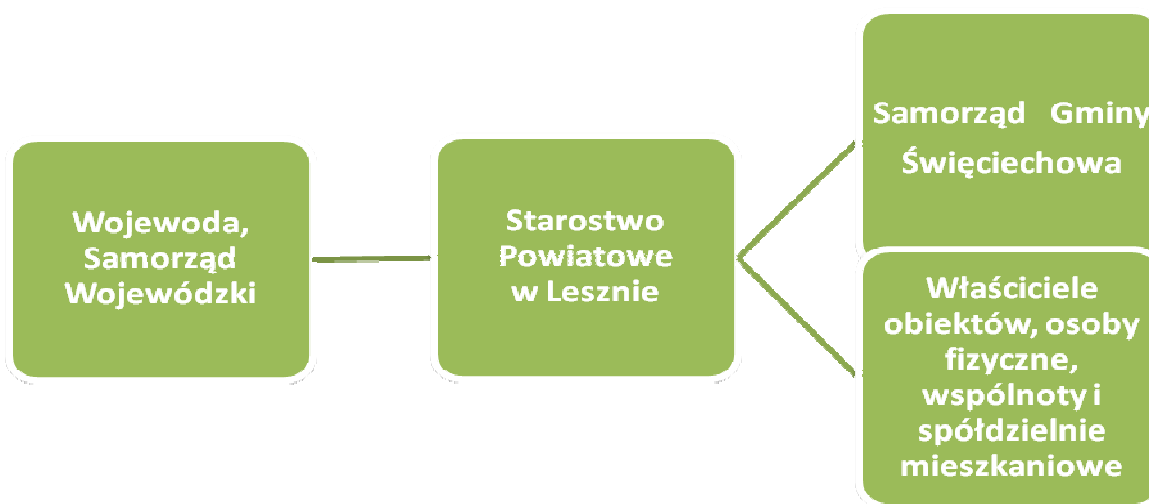 Wojewoda,
Samorząd
Wojewódzki
Starostwo
Powiatowe
w Lesznie
Samorząd Gminy
Święciechowa
Właściciele
obiektów, osoby
fizyczne,
wspólnoty i
spółdzielnie
mieszkaniowe